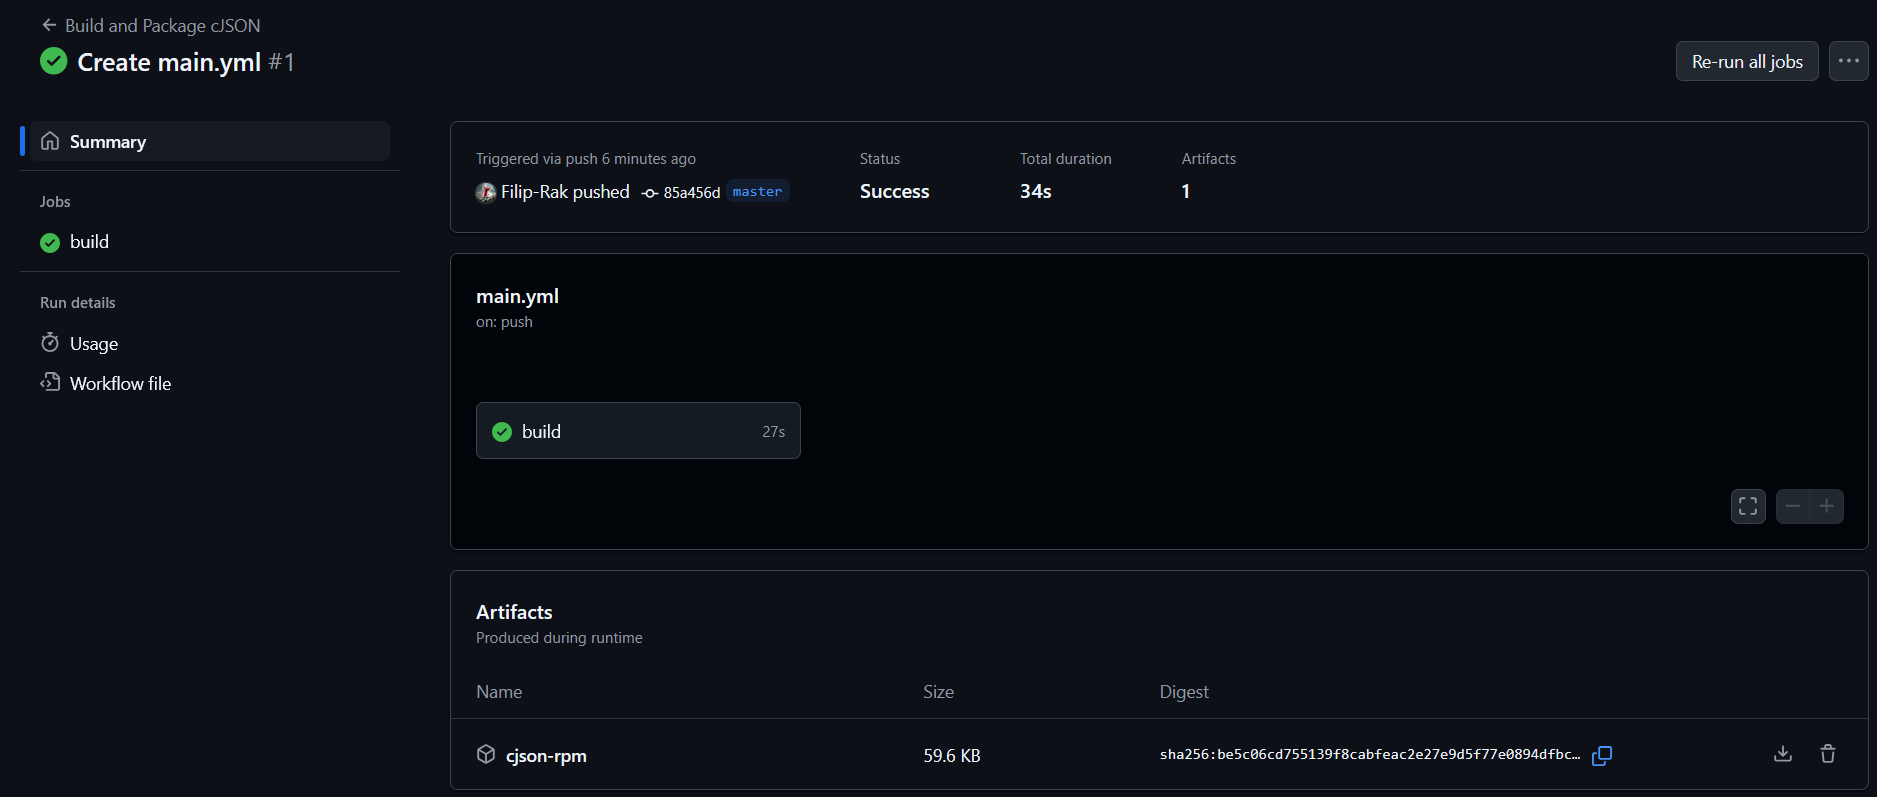 Build and Package cJSON
Create main.yml #1
Re-run all jobs
Summary
Jobs
build
Run details
Usage
Workflow file
Triggered via push 6 minutes ago
Filip-Rak pushed 85a456d master
Status
Success
Total duration
34s
Artifacts
1
main.yml
on: push
build 27s
Artifacts
Produced during runtime
Name Size Digest
cjson-rpm 59.6 KB sha256:be5c06cd755139f8cabfeac2e27e9d5f77e0894dfbc…